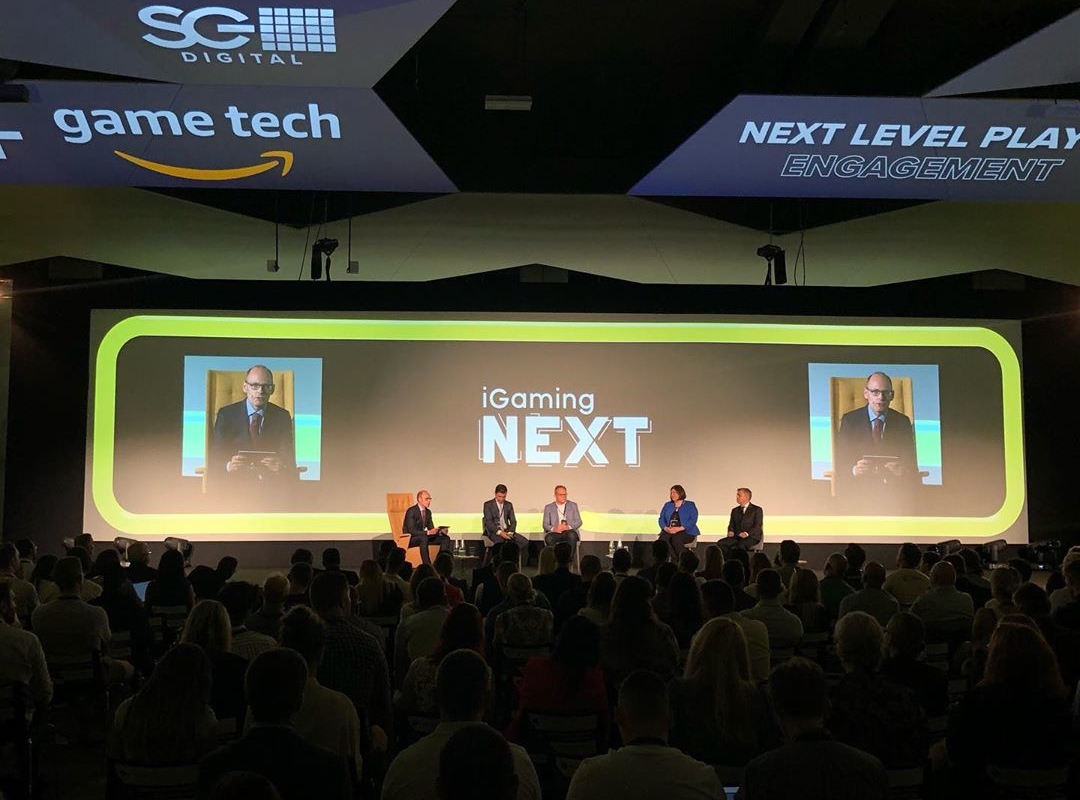 SG
DIGITAL
game tech
NEXT LEVEL PLAY
ENGAGEMENT
iGaming
NEXT